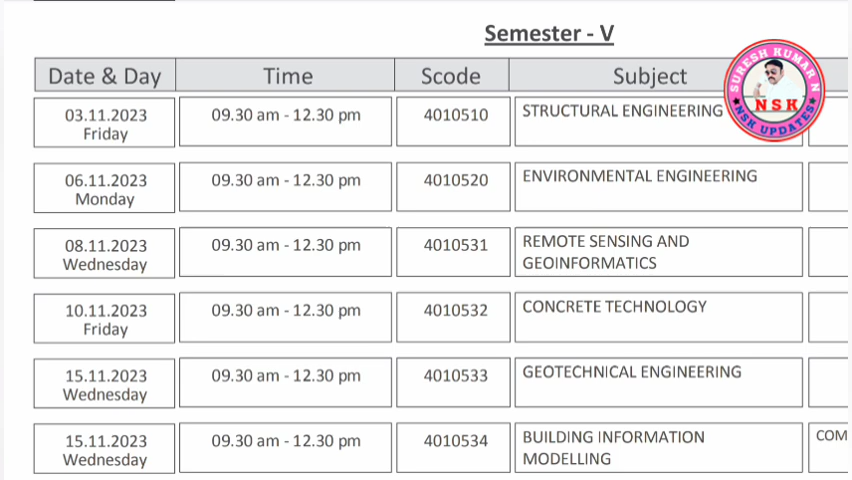 Semester - V
Date & Day Time Scode Subject
03.11.2023 09.30 am - 12.30 pm 4010510 STRUCTURAL ENGINEERING
Friday
06.11.2023 09.30 am - 12.30 pm 4010520 ENVIRONMENTAL ENGINEERING
Monday
08.11.2023 09.30 am - 12.30 pm 4010531 REMOTE SENSING AND
Wednesday GEOINFORMATICS
10.11.2023 09.30 am - 12.30 pm 4010532 CONCRETE TECHNOLOGY
Friday
15.11.2023 09.30 am - 12.30 pm 4010533 GEOTECHNICAL ENGINEERING
Wednesday
15.11.2023 09.30 am - 12.30 pm 4010534 BUILDING INFORMATION COM
Wednesday MODELLING
SURESH KUMAR N
NSK
NSK UPDATES